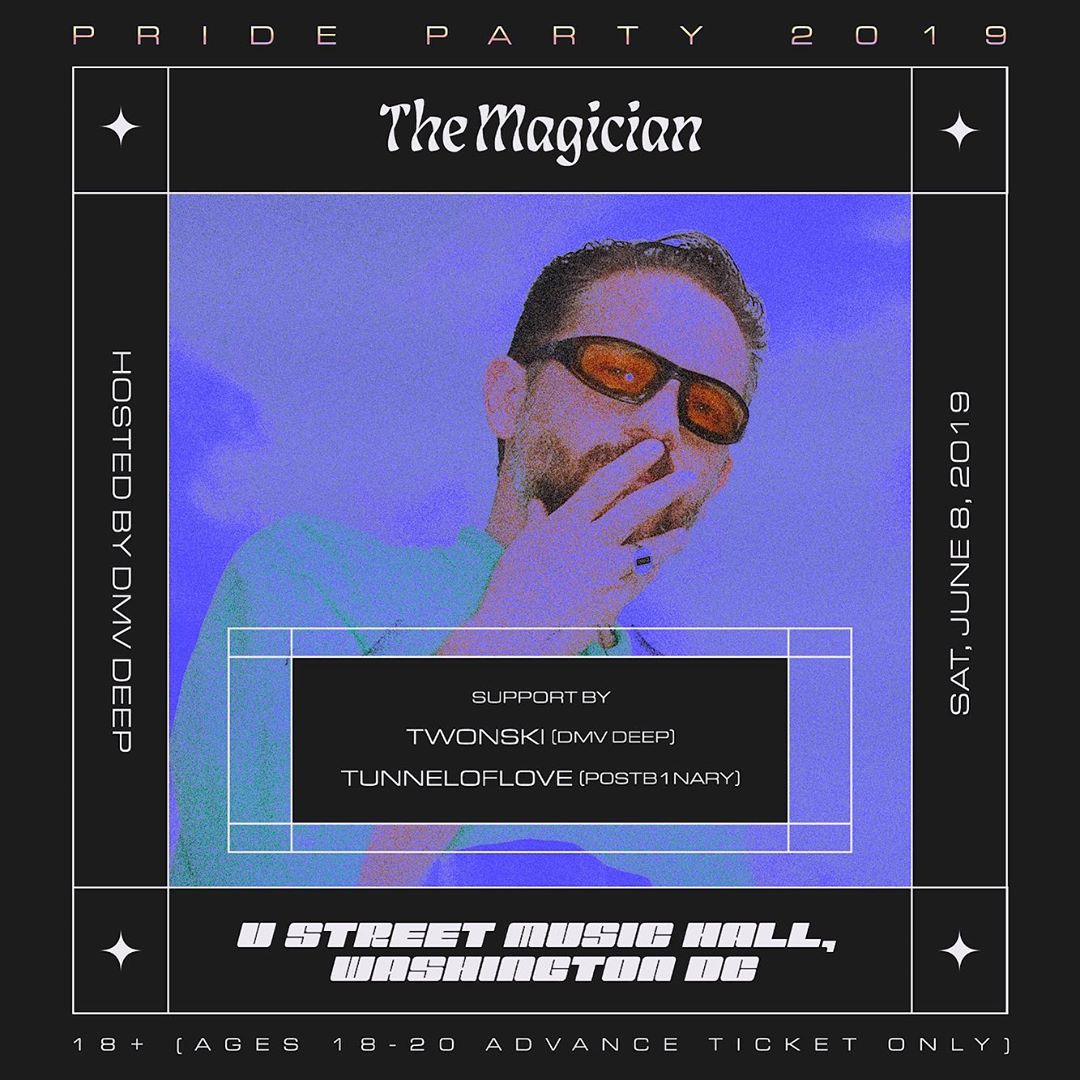 PRIDE PARTY 2019
The Magician
HOSTED BY DMV DEEP
SAT, JUNE 8, 2019
SUPPORT BY
TWONSKI (DMV DEEP)
TUNNELOFLOVE (POSTB1NARY)
U STREET MUSIC HALL,
WASHINGTON DC
18+ (AGES 18-20 ADVANCE TICKET ONLY)